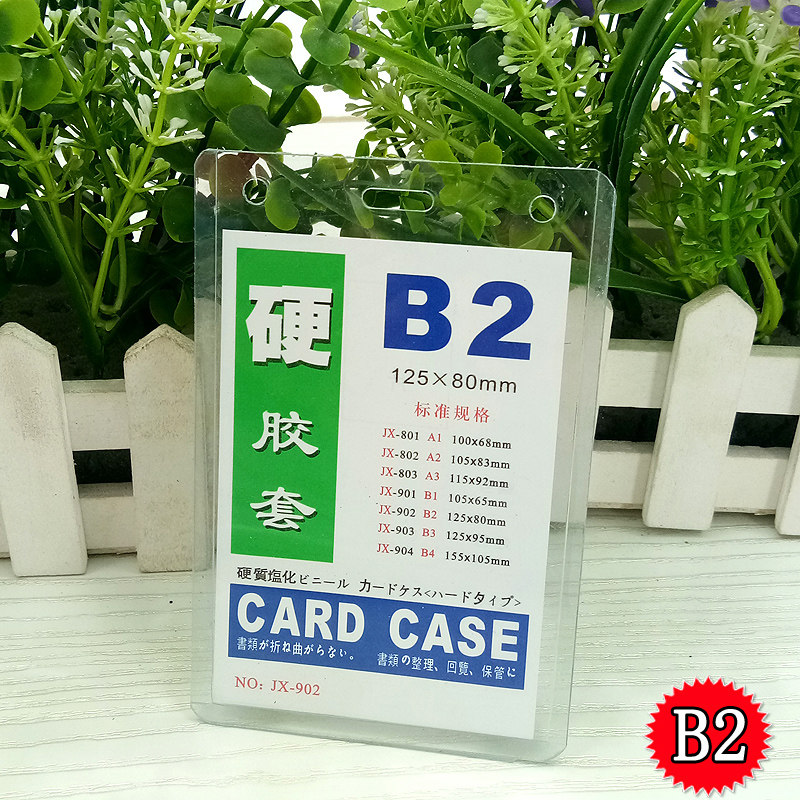 硬
胶
套
B2
125×80mm
标准规格
JX-801 A1 100x68mm
JX-802 A2 105x83mm
JX-803 A3 115x92mm
JX-901 B1 105x65mm
JX-902 B2 125x80mm
JX-903 B3 125x95mm
JX-904 B4 155x105mm
硬質塩化ビニール カードケス<ハードタイプ>
CARD CASE
書類が折ね曲がらない。 書類の整理、回覽、保管に
NO: JX-902
B2